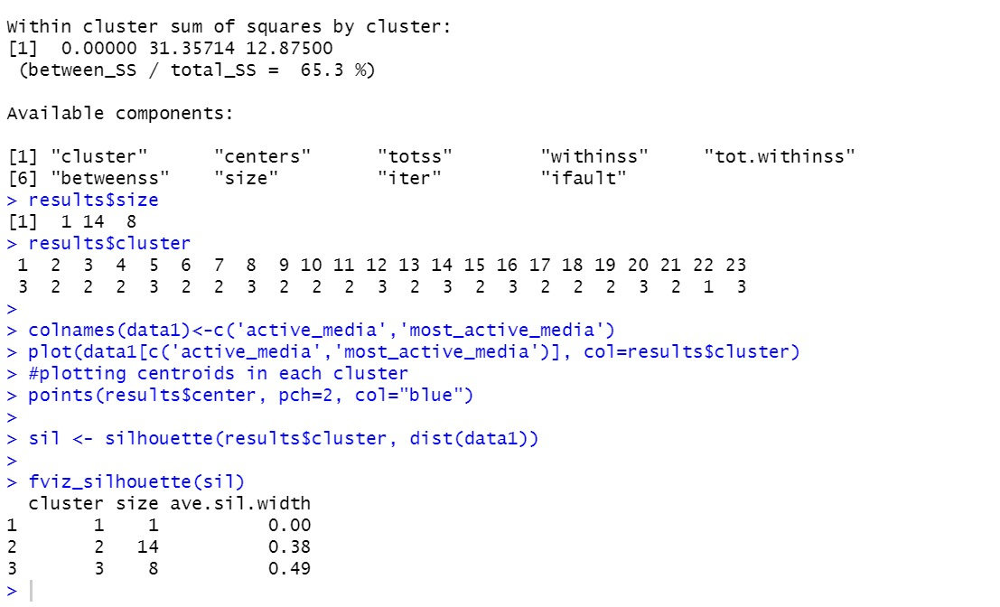 Within cluster sum of squares by cluster:
[1]  0.00000 31.35714 12.87500
 (between_SS / total_SS =  65.3 %)
Available components:
[1] "cluster"      "centers"      "totss"        "withinss"     "tot.withinss"
[6] "betweenss"    "size"         "iter"         "ifault"
> results$size
[1]  1 14  8
> results$cluster
 1  2  3  4  5  6  7  8  9 10 11 12 13 14 15 16 17 18 19 20 21 22 23
 3  2  2  2  3  2  2  3  2  2  2  3  2  3  2  3  2  2  2  3  2  1  3
>
> colnames(data1)<-c('active_media','most_active_media')
> plot(data1[c('active_media','most_active_media')], col=results$cluster)
> #plotting centroids in each cluster
> points(results$center, pch=2, col="blue")
>
> sil <- silhouette(results$cluster, dist(data1))
>
> fviz_silhouette(sil)
  cluster size ave.sil.width
1       1    1          0.00
2       2   14          0.38
3       3    8          0.49
>